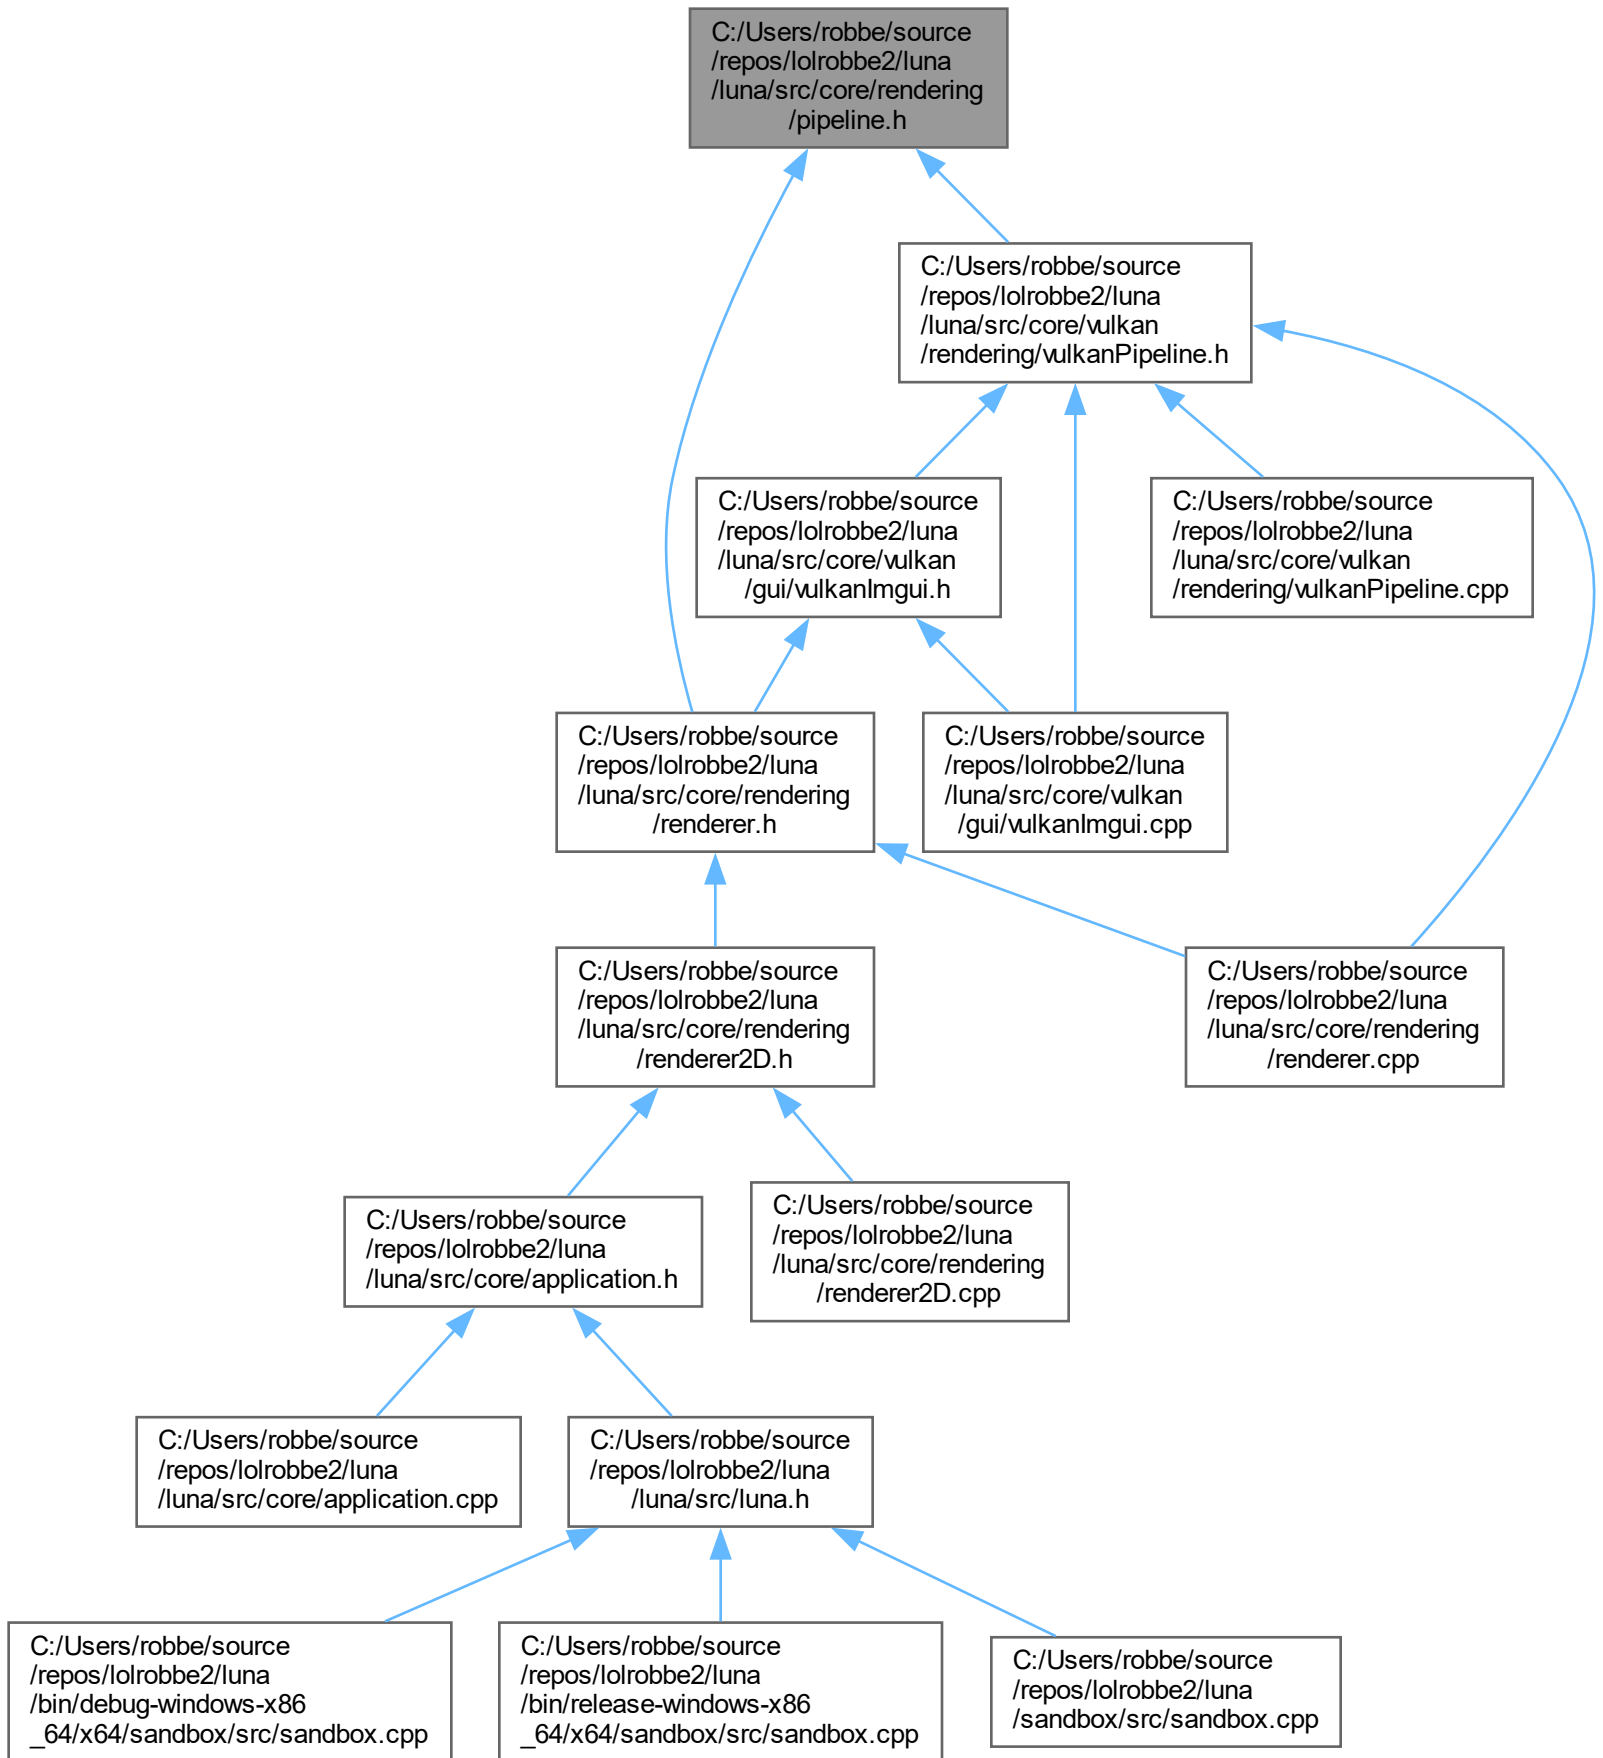 C:/Users/robbe/source
/repos/lolrobbe2/luna
/luna/src/core/rendering
/pipeline.h
C:/Users/robbe/source
/repos/lolrobbe2/luna
/luna/src/core/vulkan
/rendering/vulkanPipeline.h
C:/Users/robbe/source
/repos/lolrobbe2/luna
/luna/src/core/vulkan
/gui/vulkanImgui.h
C:/Users/robbe/source
/repos/lolrobbe2/luna
/luna/src/core/vulkan
/rendering/vulkanPipeline.cpp
C:/Users/robbe/source
/repos/lolrobbe2/luna
/luna/src/core/rendering
/renderer.h
C:/Users/robbe/source
/repos/lolrobbe2/luna
/luna/src/core/vulkan
/gui/vulkanImgui.cpp
C:/Users/robbe/source
/repos/lolrobbe2/luna
/luna/src/core/rendering
/renderer2D.h
C:/Users/robbe/source
/repos/lolrobbe2/luna
/luna/src/core/rendering
/renderer.cpp
C:/Users/robbe/source
/repos/lolrobbe2/luna
/luna/src/core/application.h
C:/Users/robbe/source
/repos/lolrobbe2/luna
/luna/src/core/rendering
/renderer2D.cpp
C:/Users/robbe/source
/repos/lolrobbe2/luna
/luna/src/core/application.cpp
C:/Users/robbe/source
/repos/lolrobbe2/luna
/luna/src/luna.h
C:/Users/robbe/source
/repos/lolrobbe2/luna
/bin/debug-windows-x86
_64/x64/sandbox/src/sandbox.cpp
C:/Users/robbe/source
/repos/lolrobbe2/luna
/bin/release-windows-x86
_64/x64/sandbox/src/sandbox.cpp
C:/Users/robbe/source
/repos/lolrobbe2/luna
/sandbox/src/sandbox.cpp